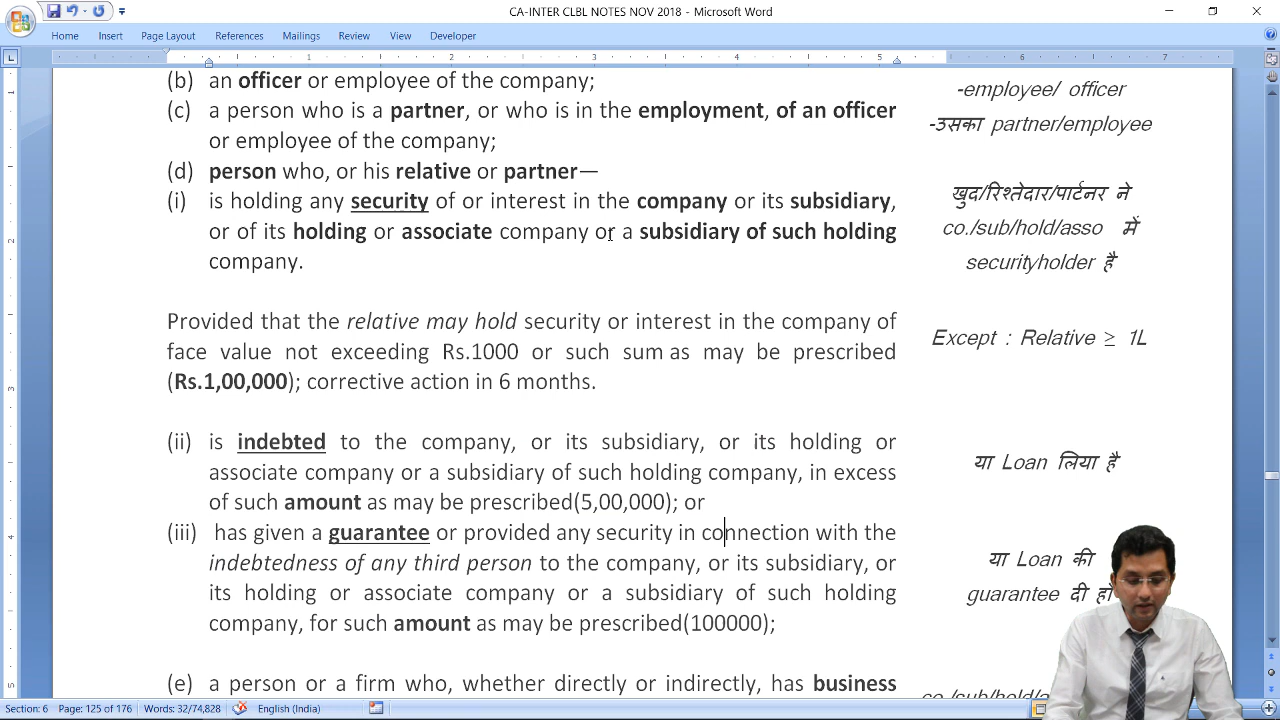 CA-INTER CLBL NOTES NOV 2018 - Microsoft Word
Home Insert Page Layout References Mailings Review View Developer
1 2 3 4 5 6 7
(b) an officer or employee of the company;
(c) a person who is a partner, or who is in the employment, of an officer
or employee of the company;
(d) person who, or his relative or partner—
(i) is holding any security of or interest in the company or its subsidiary,
or of its holding or associate company or a subsidiary of such holding
company.
Provided that the relative may hold security or interest in the company of
face value not exceeding Rs.1000 or such sum as may be prescribed
(Rs.1,00,000); corrective action in 6 months.
(ii) is indebted to the company, or its subsidiary, or its holding or
associate company or a subsidiary of such holding company, in excess
of such amount as may be prescribed(5,00,000); or
(iii) has given a guarantee or provided any security in connection with the
indebtedness of any third person to the company, or its subsidiary, or
its holding or associate company or a subsidiary of such holding
company, for such amount as may be prescribed(100000);
(e) a person or a firm who, whether directly or indirectly, has business
-employee/ officer
-उसका partner/employee
खुद/रिश्तेदार/पार्टनर ने
co./sub/hold/asso में
securityholder है
Except : Relative ≥ 1L
या Loan लिया है
या Loan की
guarantee दी हो
co./sub/hold/
Section: 6 Page: 125 of 176 Words: 32/74,828 English (India)